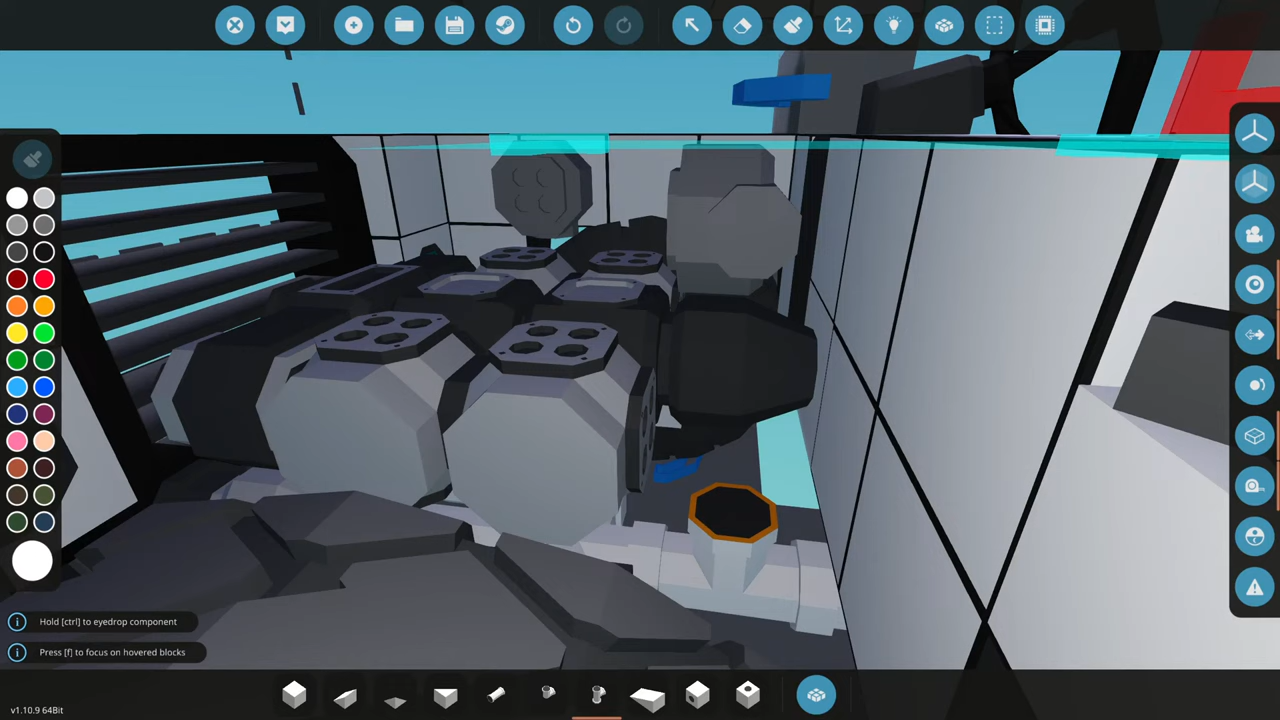 Hold [ctrl] to eyedrop component
Press [f] to focus on hovered blocks
v1.10.9 64Bit